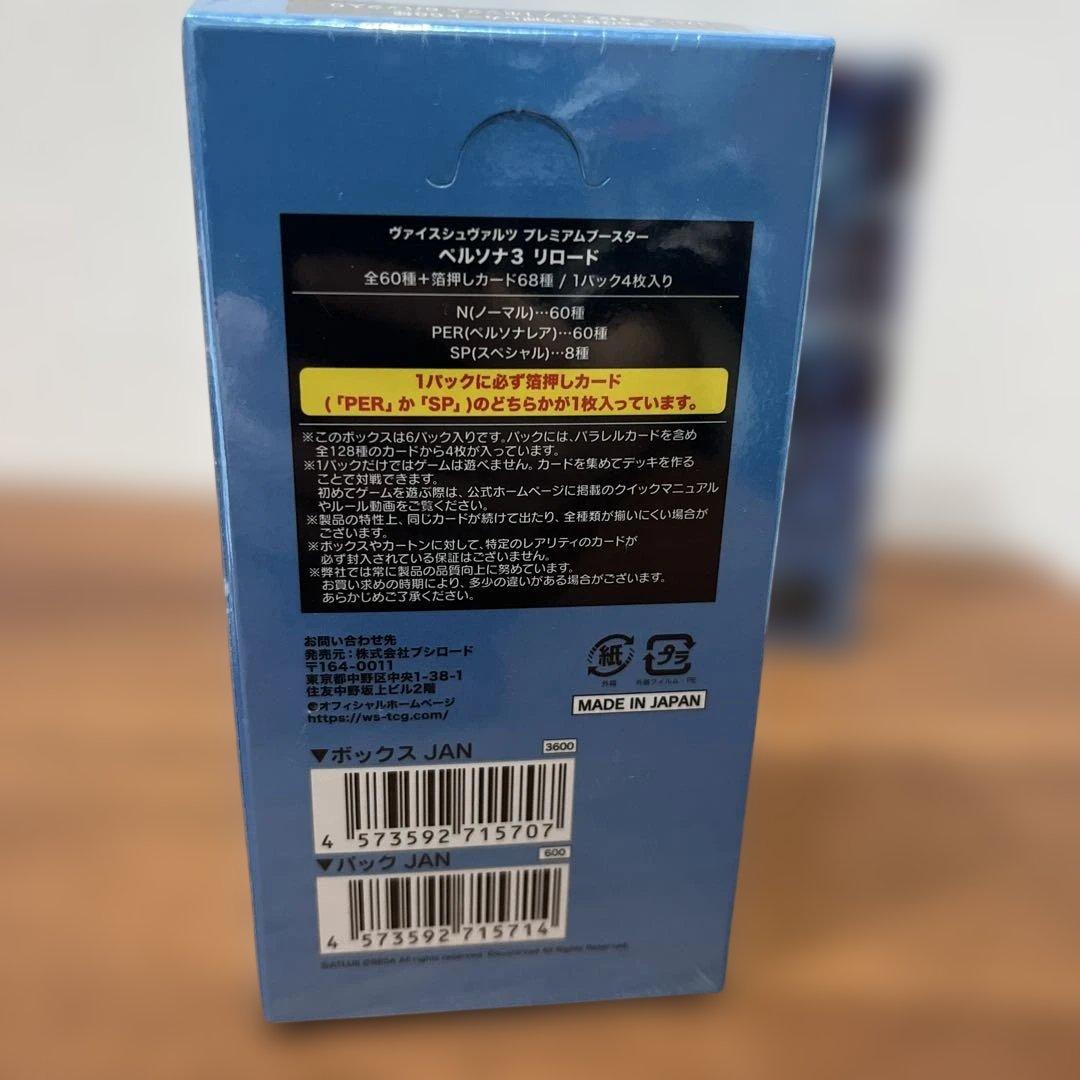 ヴァイスシュヴァルツ プレミアムブースター
ペルソナ3 リロード
全60種＋箔押しカード68種 / 1パック4枚入り
N(ノーマル)…60種
PER(ペルソナレア)…60種
SP(スペシャル)…8種
1パックに必ず箔押しカード
(「PER」か「SP」)のどちらかが1枚入っています。
※このボックスは6パック入りです。パックには、パラレルカードを含め
全128種のカードから4枚が入っています。
※1パックだけではゲームは遊べません。カードを集めてデッキを作る
ことで対戦できます。
初めてゲームを遊ぶ際は、公式ホームページに掲載のクイックマニュアル
やルール動画をご覧ください。
※製品の特性上、同じカードが続けて出たり、全種類が揃いにくい場合が
ございます。
※ボックスやカートンに対して、特定のレアリティのカードが
必ず封入されている保証はございません。
※弊社では常に製品の品質向上に努めています。
お買い求めの時期により、多少の違いがある場合がございます。
あらかじめご了承ください。
お問い合わせ先
発売元：株式会社ブシロード
〒164-0011
東京都中野区中央1-38-1
住友中野坂上ビル2階
●オフィシャルホームページ
https://ws-tcg.com/
紙
外箱
プラ
外装フィルム・PE
MADE IN JAPAN
▼ボックス JAN
3600
4 573592 715707
▼パック JAN
600
4 573592 715714
©ATLUS ©SEGA All rights reserved.